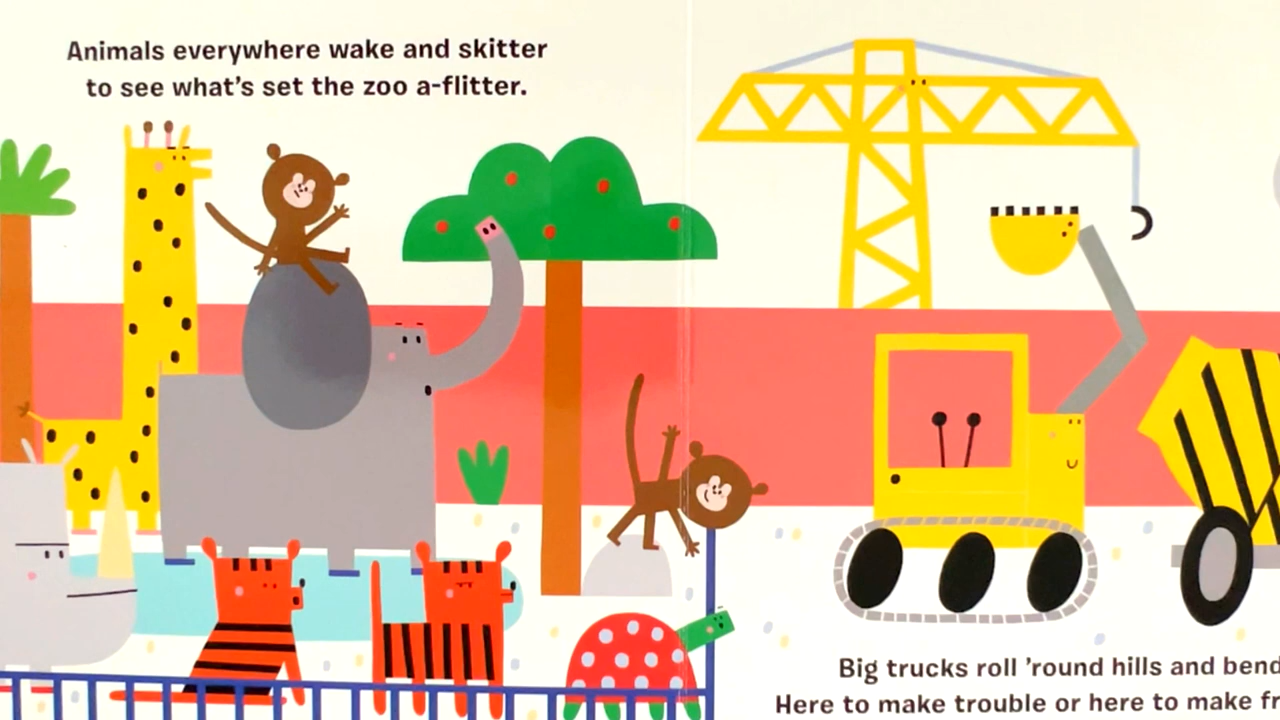 Animals everywhere wake and skitter
to see what's set the zoo a-flitter.
Big trucks roll 'round hills and bend
Here to make trouble or here to make